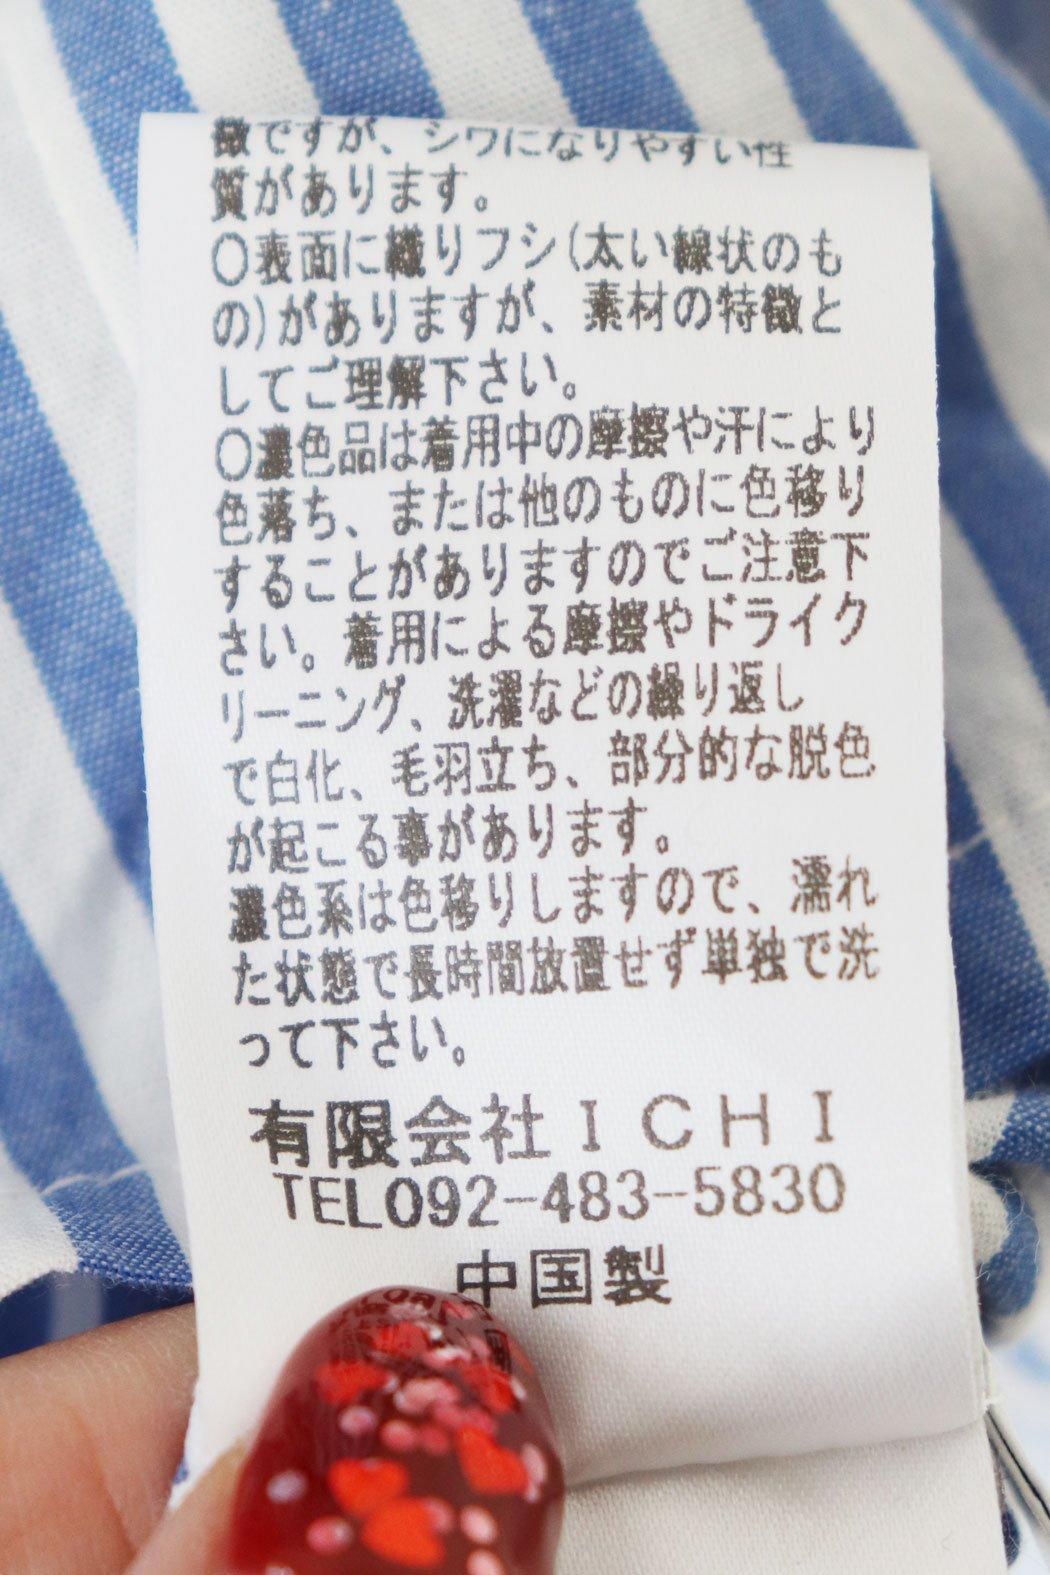 徴ですが、シワになりやすい性
質があります。
〇表面に織りフシ(太い線状のも
の)がありますが、素材の特徴と
してご理解下さい。
〇濃色品は着用中の摩擦や汗により
色落ち、または他のものに色移り
することがありますのでご注意下
さい。着用による摩擦やドライク
リーニング、洗濯などの繰り返し
で白化、毛羽立ち、部分的な脱色
が起こる事があります。
濃色系は色移りしますので、濡れ
た状態で長時間放置せず単独で洗
って下さい。
有限会社ICHI
TEL092-483-5830
中国製